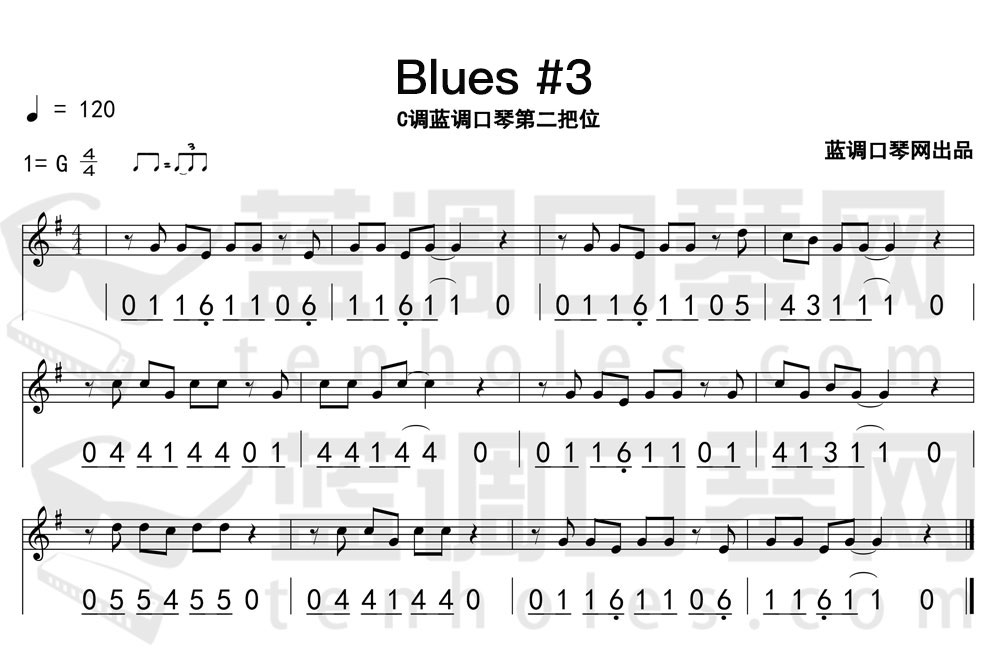 Blues #3
♩ = 120
C调蓝调口琴第二把位
蓝调口琴网出品
1= G 4/4 ♫ = 3
蓝调口琴网
tenholes.com
4/4
0 1 1 6 1 1 0 6 1 1 6 1 1 0 0 1 1 6 1 1 0 5 4 3 1 1 1 0
0 4 4 1 4 4 0 1 4 4 1 4 4 0 0 1 1 6 1 1 0 1 4 1 3 1 1 0
蓝调口琴网
tenholes.com
0 5 5 4 5 5 0 0 4 4 1 4 4 0 0 1 1 6 1 1 0 6 1 1 6 1 1 0